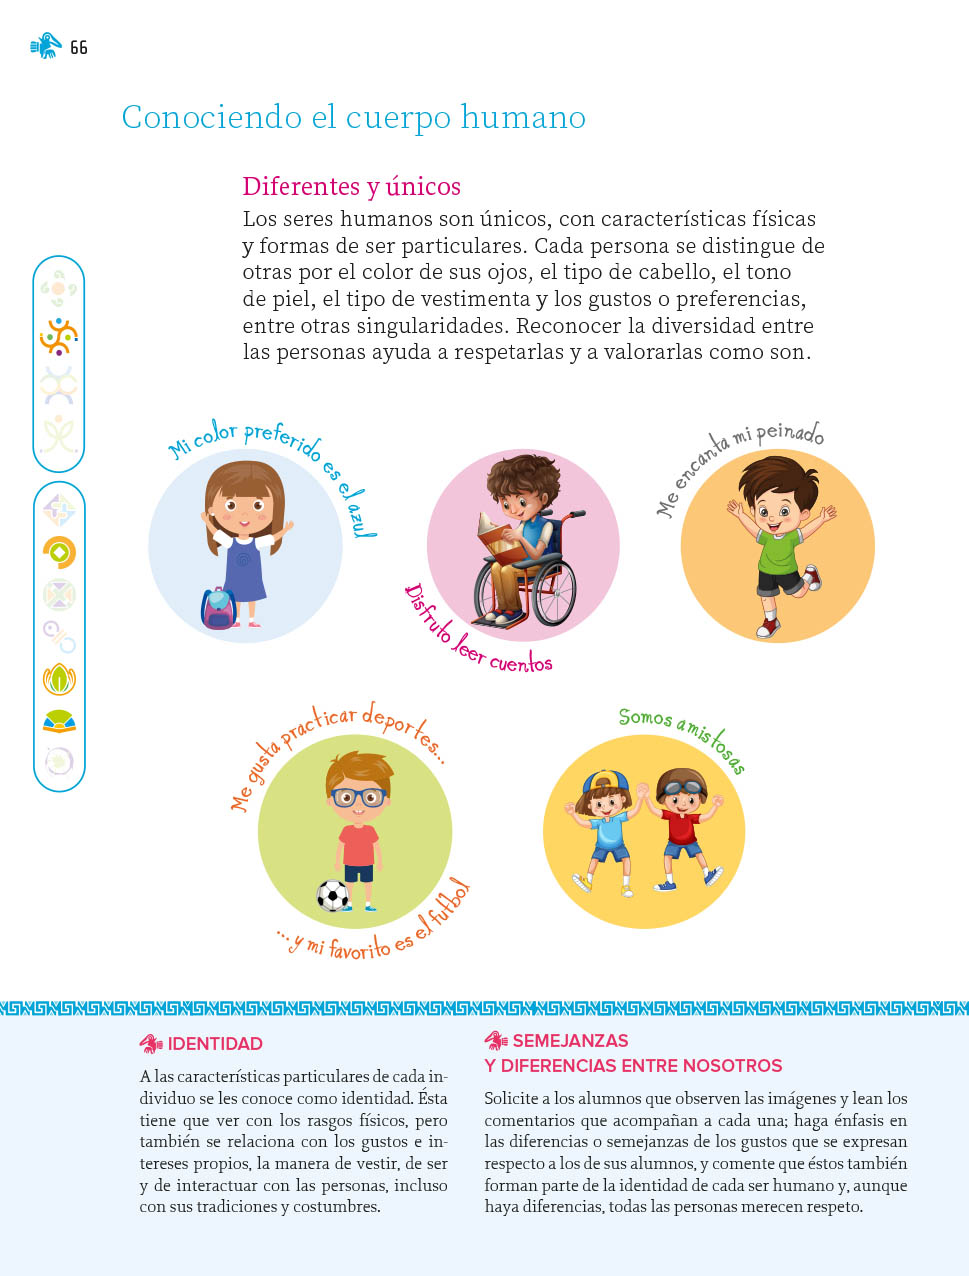 66
Conociendo el cuerpo humano
Diferentes y únicos
Los seres humanos son únicos, con características físicas
y formas de ser particulares. Cada persona se distingue de
otras por el color de sus ojos, el tipo de cabello, el tono
de piel, el tipo de vestimenta y los gustos o preferencias,
entre otras singularidades. Reconocer la diversidad entre
las personas ayuda a respetarlas y a valorarlas como son.
Mi color preferido es el azul
Disfruto leer cuentos
Me encanta mi peinado
Me gusta practicar deportes...
...y mi favorito es el futbol
Somos amistosas
IDENTIDAD
A las características particulares de cada in-
dividuo se les conoce como identidad. Ésta
tiene que ver con los rasgos físicos, pero
también se relaciona con los gustos e in-
tereses propios, la manera de vestir, de ser
y de interactuar con las personas, incluso
con sus tradiciones y costumbres.
SEMEJANZAS
Y DIFERENCIAS ENTRE NOSOTROS
Solicite a los alumnos que observen las imágenes y lean los
comentarios que acompañan a cada una; haga énfasis en
las diferencias o semejanzas de los gustos que se expresan
respecto a los de sus alumnos, y comente que éstos también
forman parte de la identidad de cada ser humano y, aunque
haya diferencias, todas las personas merecen respeto.